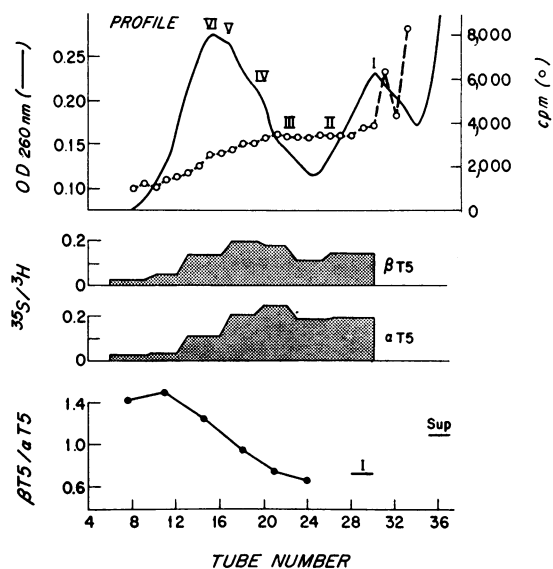 PROFILE
VI
V
IV
III
II
I
OD 260 nm (—)
0.25
0.20
0.15
0.10
8,000
6,000
4,000
2,000
0
cpm (o)
35S/3H
0.2
0
βT5
0.2
0
αT5
βT5/αT5
1.4
1.0
0.6
I
Sup
4 8 12 16 20 24 28 32 36
TUBE NUMBER